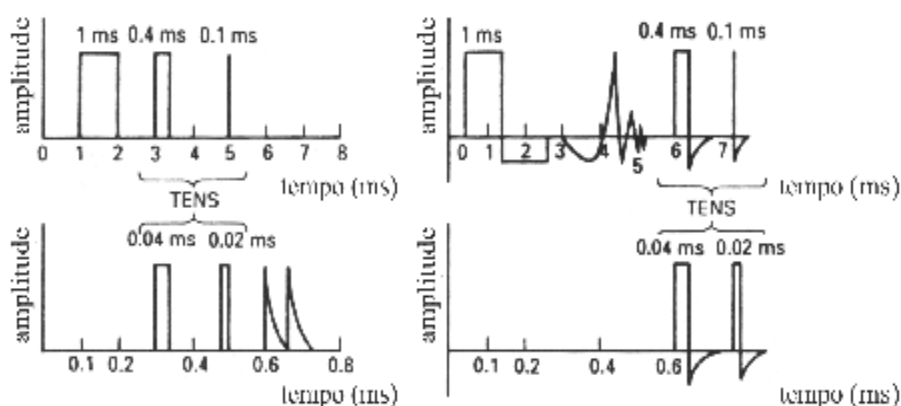 amplitude
1 ms 0.4 ms 0.1 ms
0 1 2 3 4 5 6 7 8
tempo (ms)
TENS
amplitude
0.04 ms 0.02 ms
0.1 0.2 0.4 0.6 0.8
tempo (ms)
amplitude
1 ms 0.4 ms 0.1 ms
0 1 2 3 4 5 6 7
tempo (ms)
TENS
amplitude
0.04 ms 0.02 ms
0.1 0.2 0.4 0.6
tempo (ms)